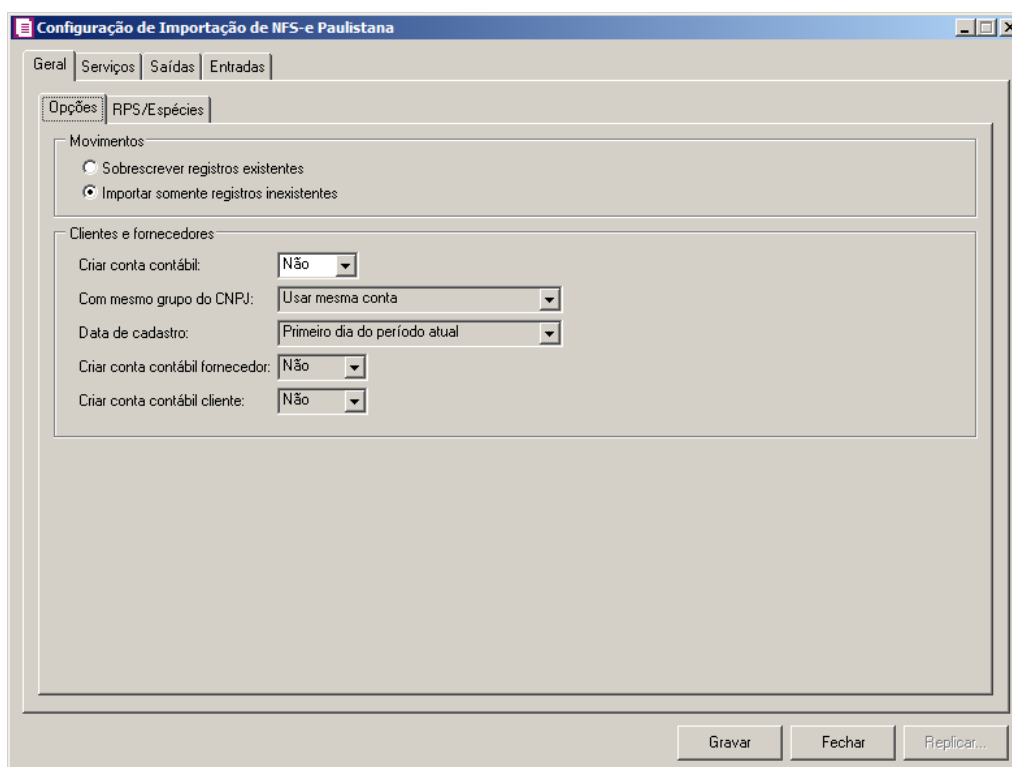 Configuração de Importação de NFS-e Paulistana
Geral Serviços Saídas Entradas
Opções RPS/Espécies
Movimentos
Sobrescrever registros existentes
Importar somente registros inexistentes
Clientes e fornecedores
Criar conta contábil: Não
Com mesmo grupo do CNPJ: Usar mesma conta
Data de cadastro: Primeiro dia do período atual
Criar conta contábil fornecedor: Não
Criar conta contábil cliente: Não
Gravar Fechar Replicar...